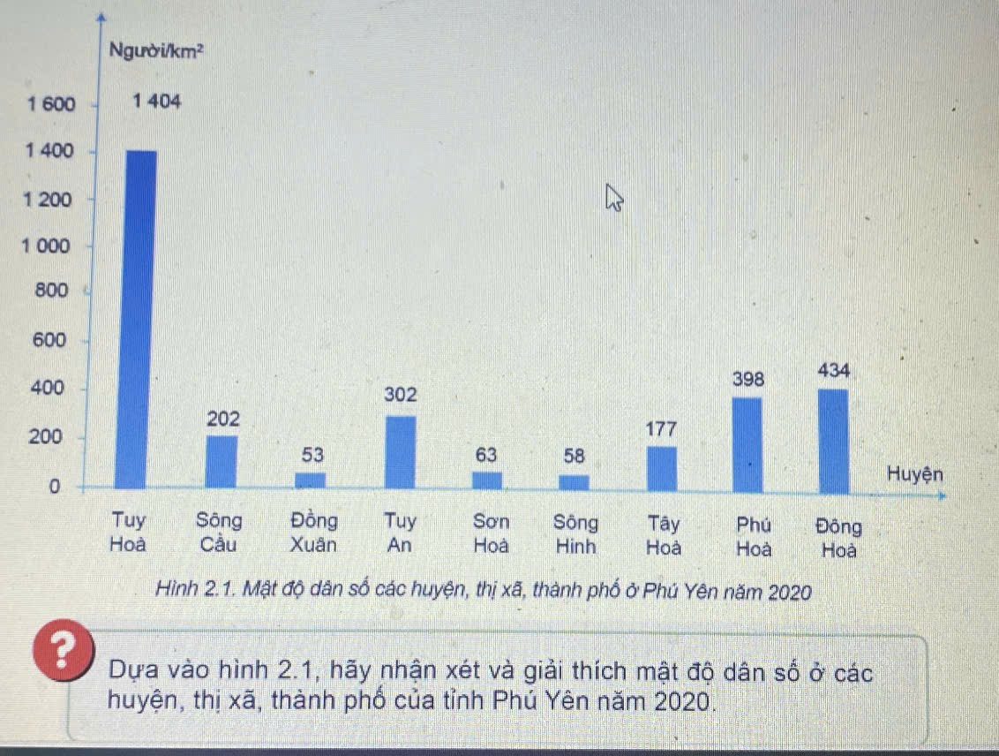 Người/km²
1 600
1 404
1 400
1 200
1 000
800
600
400
200
0
202
53
302
63
58
177
398
434
Huyện
Tuy Hoà
Sông Cầu
Đồng Xuân
Tuy An
Sơn Hoà
Sông Hinh
Tây Hoà
Phú Hoà
Đông Hoà
Hình 2.1. Mật độ dân số các huyện, thị xã, thành phố ở Phú Yên năm 2020
?
Dựa vào hình 2.1, hãy nhận xét và giải thích mật độ dân số ở các
huyện, thị xã, thành phố của tỉnh Phú Yên năm 2020.